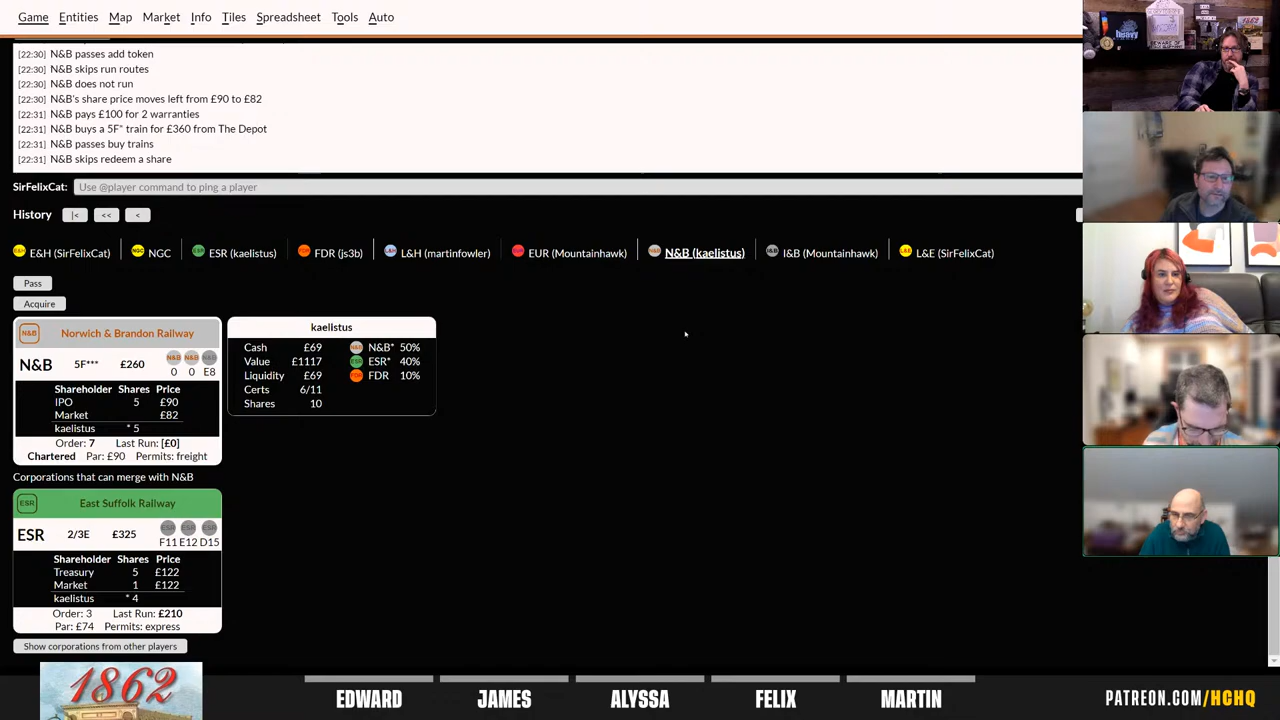 Game Entities Map Market Info Tiles Spreadsheet Tools Auto
[22:30] N&B passes add token
[22:30] N&B skips run routes
[22:30] N&B does not run
[22:30] N&B's share price moves left from £90 to £82
[22:31] N&B pays £100 for 2 warranties
[22:31] N&B buys a 5F* train for £360 from The Depot
[22:31] N&B passes buy trains
[22:31] N&B skips redeem a share
SirFelixCat: Use @player command to ping a player
History |< << <
E&H (SirFelixCat) NGC ESR (kaelistus) FDR (js3b) L&H (martinfowler) EUR (Mountainhawk) N&B (kaelistus) I&B (Mountainhawk) L&E (SirFelixCat)
Pass
Acquire
N&B Norwich & Brandon Railway
N&B 5F*** £260 0 0 E8
Shareholder Shares Price
IPO 5 £90
Market £82
kaelistus * 5
Order: 7 Last Run: [£0]
Chartered Par: £90 Permits: freight
kaelistus
Cash £69 N&B* 50%
Value £1117 ESR* 40%
Liquidity £69 FDR 10%
Certs 6/11
Shares 10
Corporations that can merge with N&B
ESR East Suffolk Railway
ESR 2/3E £325 F11 E12 D15
Shareholder Shares Price
Treasury 5 £122
Market 1 £122
kaelistus * 4
Order: 3 Last Run: £210
Par: £74 Permits: express
Show corporations from other players
1862
EDWARD JAMES ALYSSA FELIX MARTIN
PATREON.COM/HCHQ